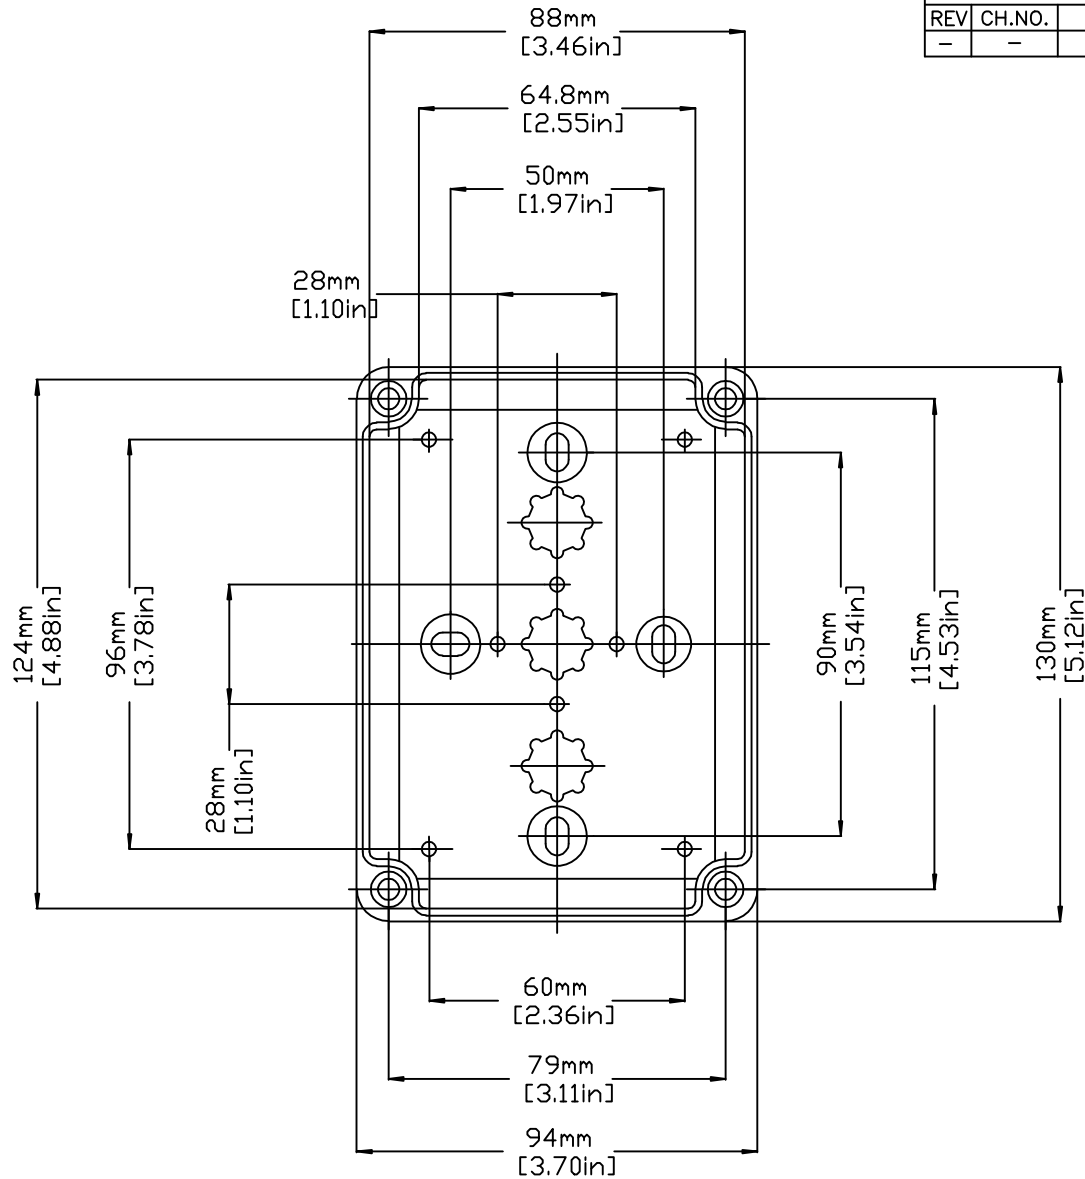 REV CH.NO.
– –
88mm
[3.46in]
64.8mm
[2.55in]
50mm
[1.97in]
28mm
[1.10in]
124mm
[4.88in]
96mm
[3.78in]
28mm
[1.10in]
90mm
[3.54in]
115mm
[4.53in]
130mm
[5.12in]
60mm
[2.36in]
79mm
[3.11in]
94mm
[3.70in]